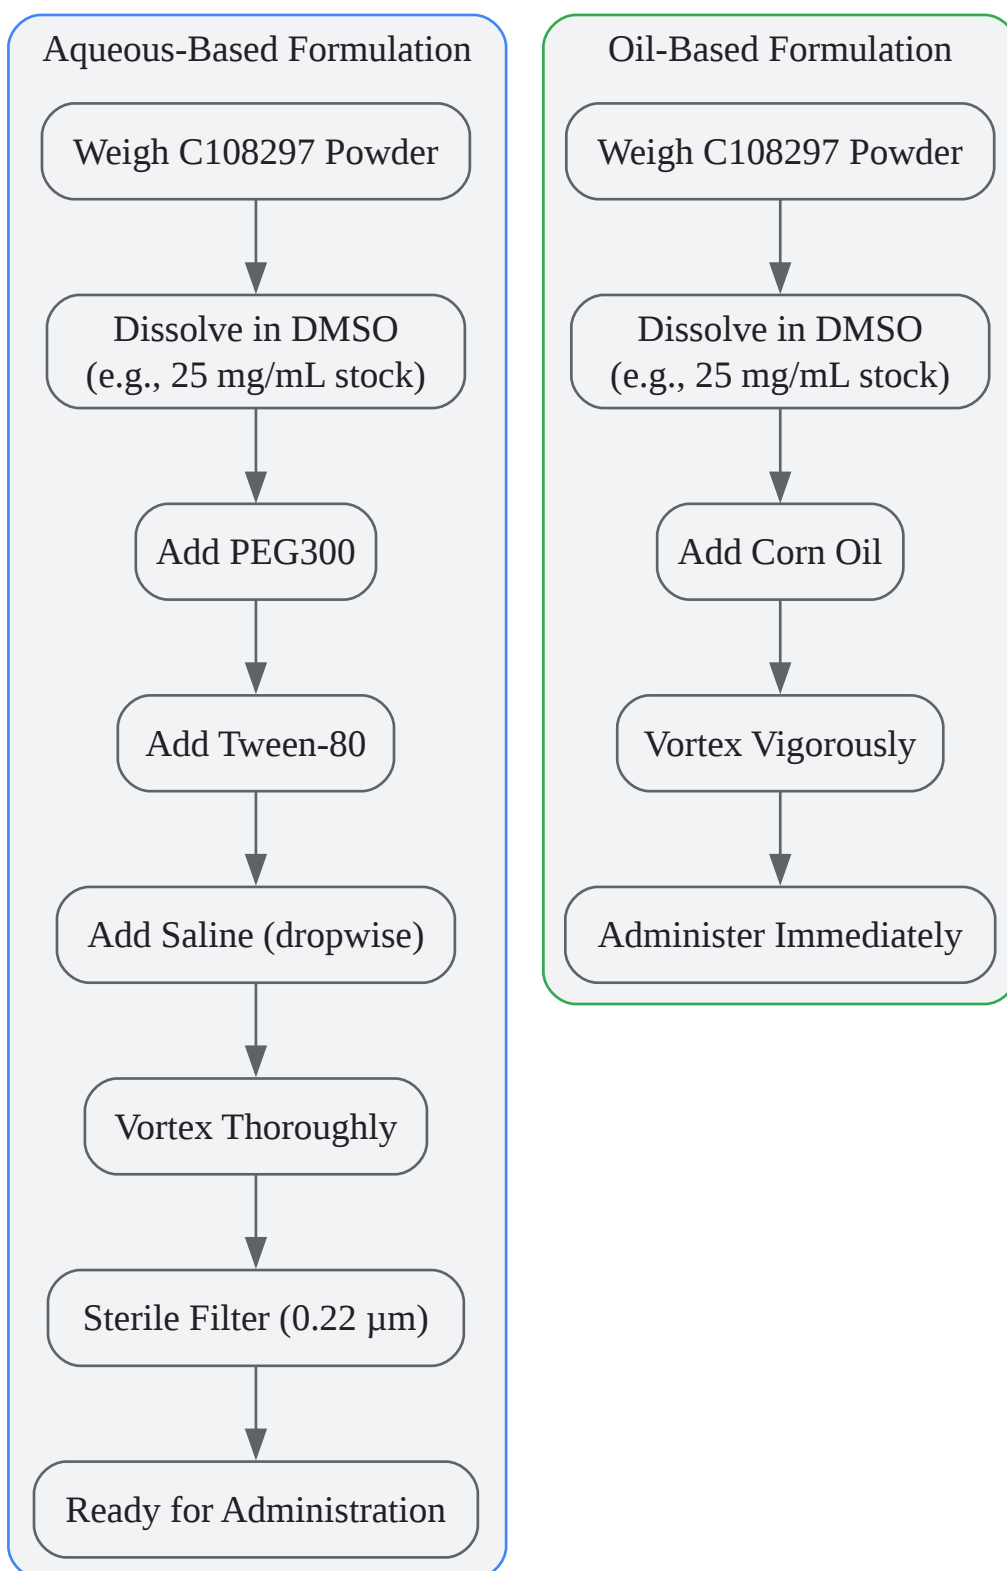 Aqueous-Based Formulation
Weigh C108297 Powder
Dissolve in DMSO
(e.g., 25 mg/mL stock)
Add PEG300
Add Tween-80
Add Saline (dropwise)
Vortex Thoroughly
Sterile Filter (0.22 µm)
Ready for Administration
Oil-Based Formulation
Weigh C108297 Powder
Dissolve in DMSO
(e.g., 25 mg/mL stock)
Add Corn Oil
Vortex Vigorously
Administer Immediately